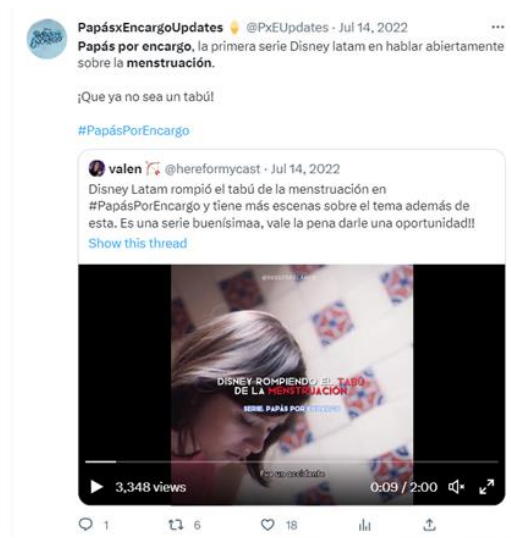 PapásxEncargoUpdates @PxEUpdates · Jul 14, 2022
Papás por encargo, la primera serie Disney latam en hablar abiertamente
sobre la menstruación.
¡Que ya no sea un tabú!
#PapásPorEncargo
valen @hereformycast · Jul 14, 2022
Disney Latam rompió el tabú de la menstruación en
#PapásPorEncargo y tiene más escenas sobre el tema además de
esta. Es una serie buenísimaa, vale la pena darle una oportunidad!!
Show this thread
DISNEY ROMPIENDO EL TABÚ
DE LA MENSTRUACIÓN
SERIE: PAPÁS POR ENCARGO
Fue un accidente
3,348 views
0:09 / 2:00
1
6
18